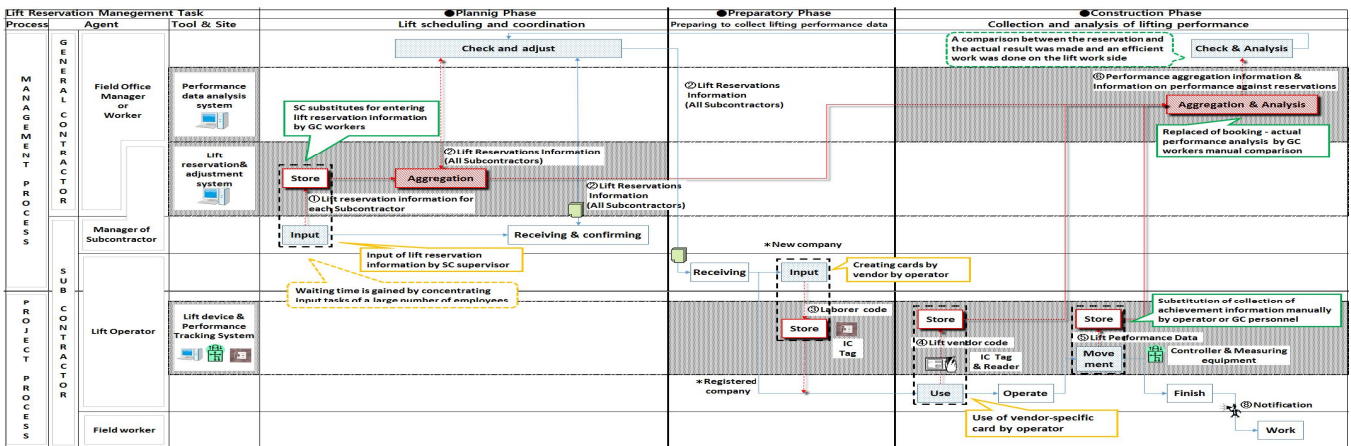 Lift Reservation Menagement Task
●Plannig Phase
●Preparatory Phase
●Construction Phase
Process
Agent
Tool & Site
Lift scheduling and coordination
Preparing to collect lifting performance data
Collection and analysis of lifting performance
MANAGEMENT PROCESS
GENERAL CONTRACTOR
Field Office
Manager
or
Worker
Performance
data analysis
system
Check and adjust
A comparison between the reservation and
the actual result was made and an efficient
work was done on the lift work side
Check & Analysis
②Lift Reservations
Information
(All Subcontractors)
⑥Performance aggregation information &
Information on performance against reservations
Aggregation & Analysis
SC substitutes for entering
lift reservation information
by GC workers
Replaced of booking - actual
performance analysis by GC
workers manual comparison
Lift
reservation&
adjustment
system
②Lift Reservations Information
(All Subcontractors)
Store
Aggregation
②Lift Reservations
Information
(All Subcontractors)
①Lift reservation information for
each Subcontractor
Manager of
Subcontractor
Input
Receiving & confirming
Input of lift reservation
information by SC supervisor
*New company
SUB CONTRACTOR
Receiving
Input
Creating cards by
vendor by operator
Waiting time is gained by concentrating
input tasks of a large number of employees
PROJECT PROCESS
Lift Operator
Lift device &
Performance
Tracking System
③Laborer code
Store
IC
Tag
Store
④Lift vendor code
IC Tag
& Reader
Store
⑤Lift Performance Data
Move
ment
Controller & Measuring
equipment
Substitution of collection of
achievement information manually
by operator or GC personnel
*Registered
company
Use
Operate
Finish
⑧Notification
Use of vendor-specific
card by operator
Field worker
Work